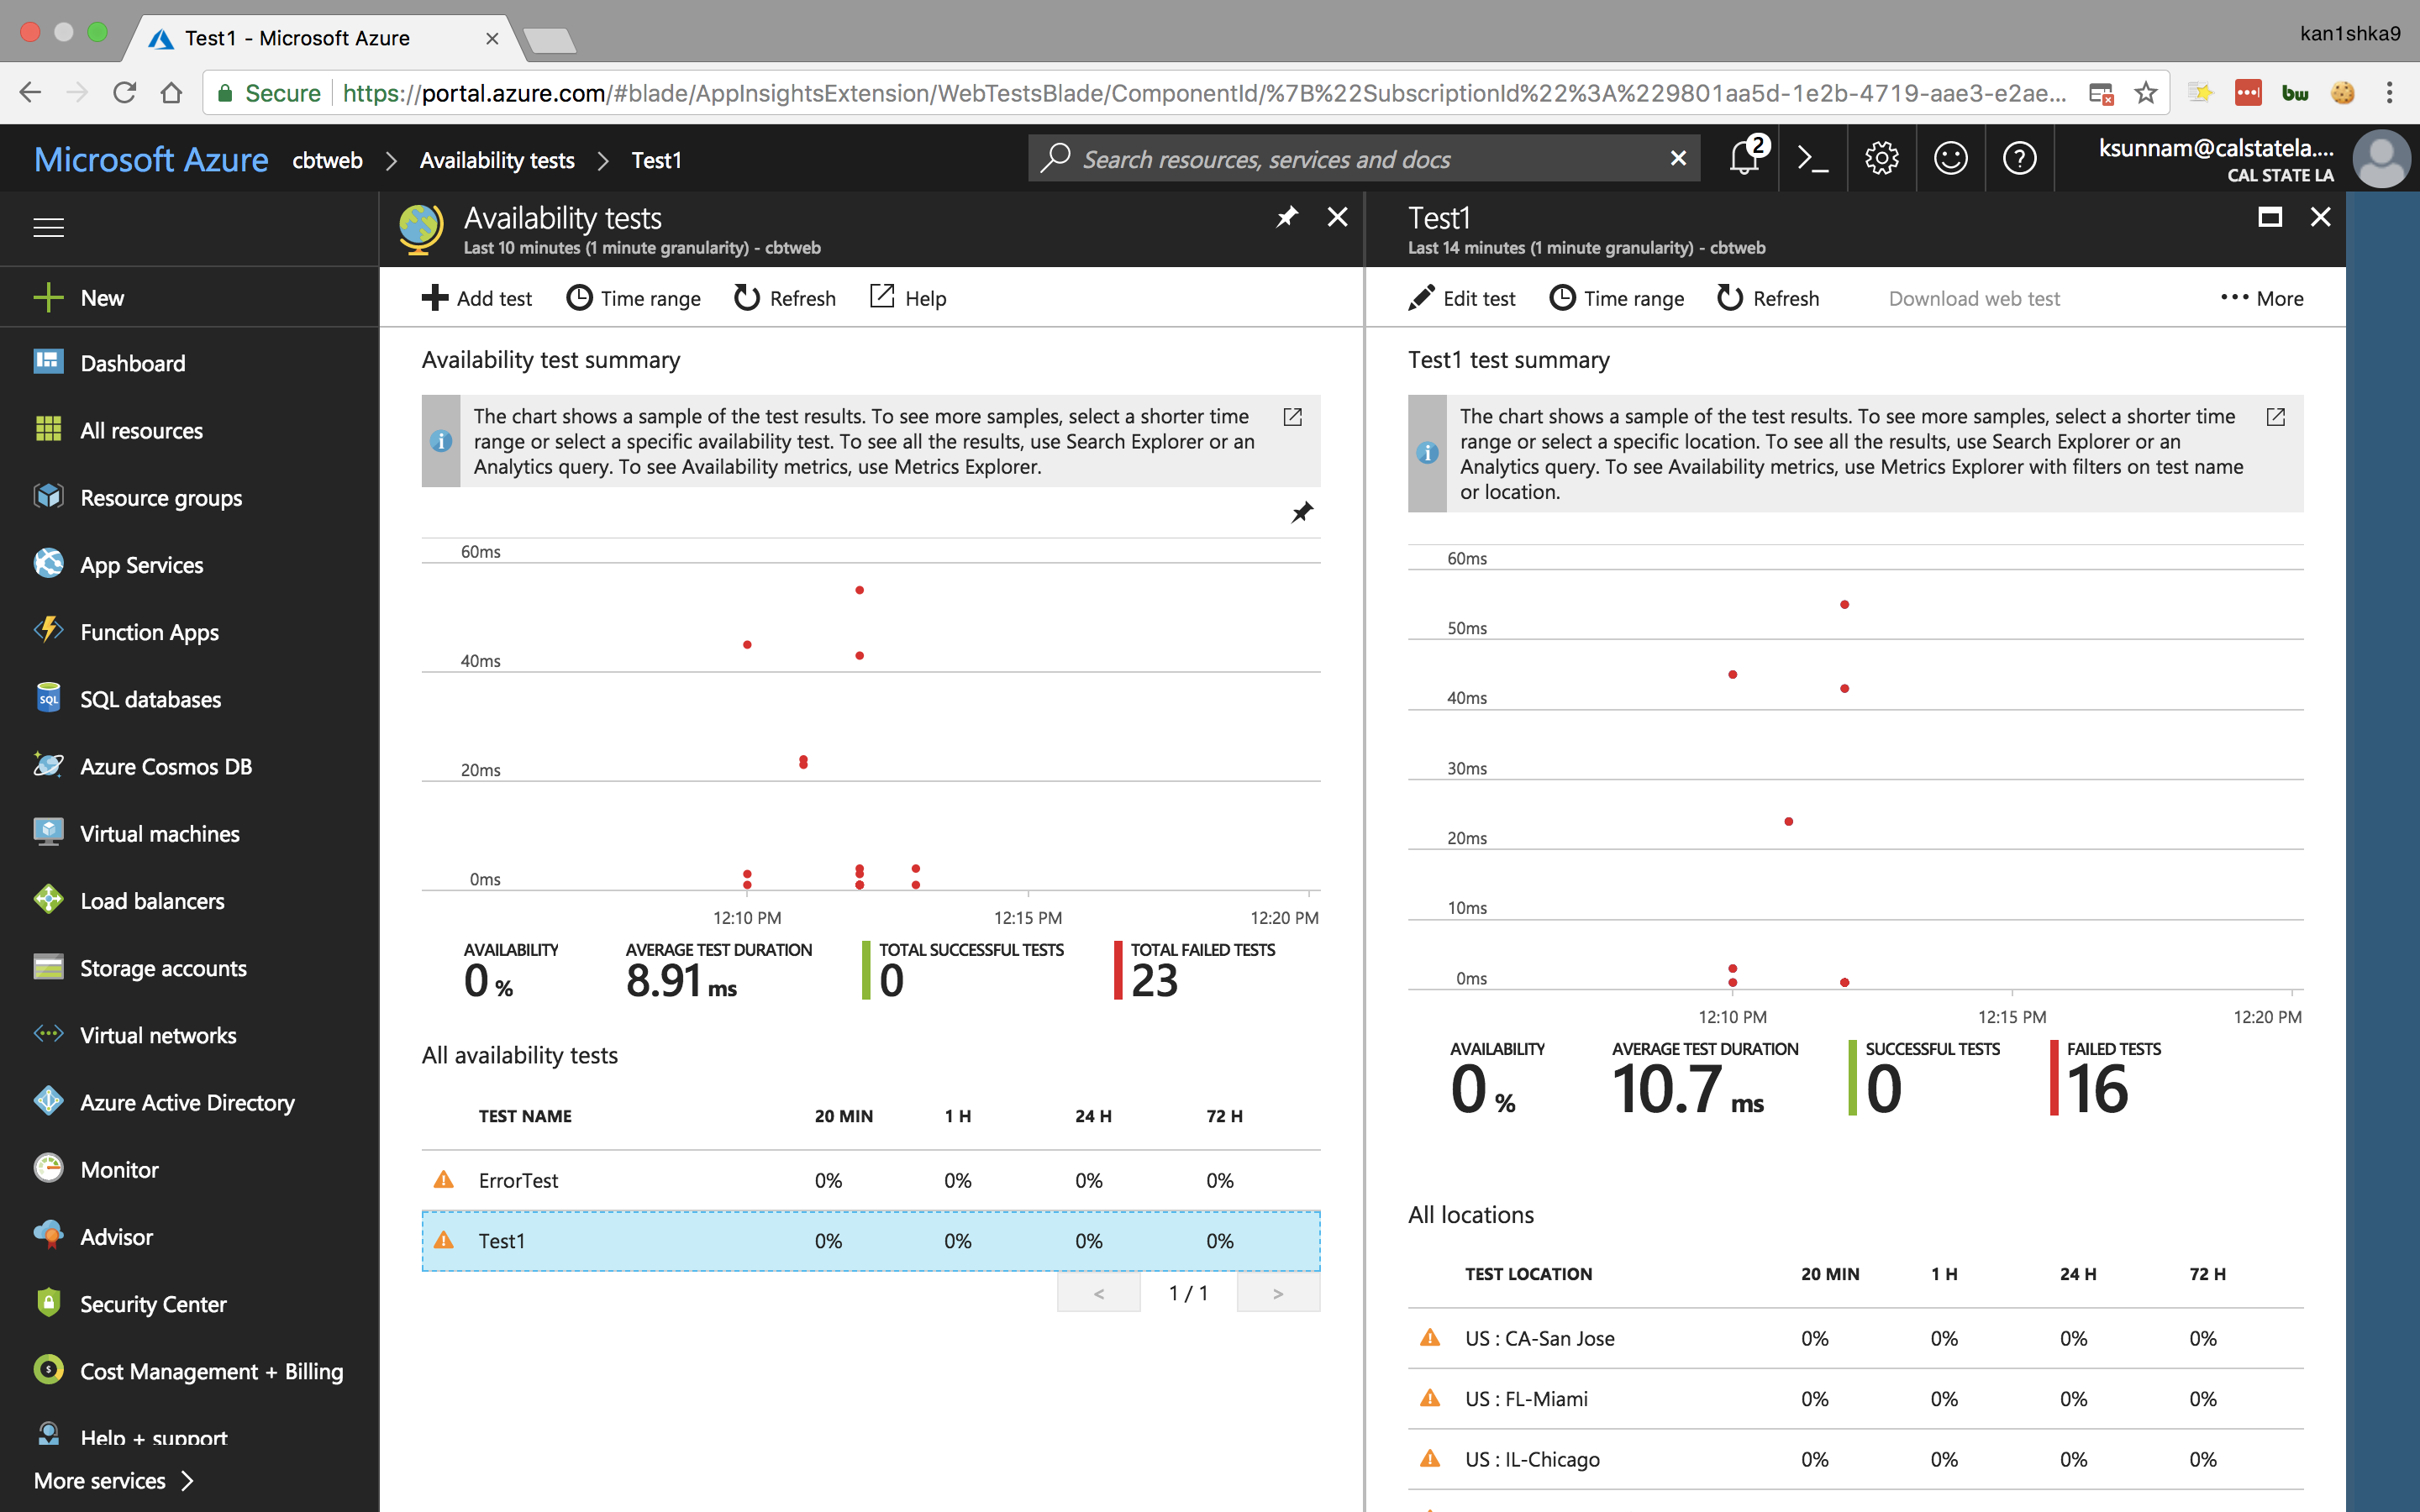 Test1 - Microsoft Azure
kan1shka9
Secure https://portal.azure.com/#blade/AppInsightsExtension/WebTestsBlade/ComponentId/%7B%22SubscriptionId%22%3A%229801aa5d-1e2b-4719-aae3-e2ae...
bw
Microsoft Azure cbtweb > Availability tests > Test1
Search resources, services and docs
2
ksunnam@calstatela....
CAL STATE LA
New
Dashboard
All resources
Resource groups
App Services
Function Apps
SQL
SQL databases
Azure Cosmos DB
Virtual machines
Load balancers
Storage accounts
Virtual networks
Azure Active Directory
Monitor
Advisor
Security Center
Cost Management + Billing
Help + support
More services >
Availability tests
Last 10 minutes (1 minute granularity) - cbtweb
Add test Time range Refresh Help
Availability test summary
The chart shows a sample of the test results. To see more samples, select a shorter time
range or select a specific availability test. To see all the results, use Search Explorer or an
Analytics query. To see Availability metrics, use Metrics Explorer.
60ms
40ms
20ms
0ms
12:10 PM 12:15 PM 12:20 PM
AVAILABILITY AVERAGE TEST DURATION TOTAL SUCCESSFUL TESTS TOTAL FAILED TESTS
0 % 8.91 ms 0 23
All availability tests
TEST NAME 20 MIN 1 H 24 H 72 H
ErrorTest 0% 0% 0% 0%
Test1 0% 0% 0% 0%
< 1 / 1 >
Test1
Last 14 minutes (1 minute granularity) - cbtweb
Edit test Time range Refresh Download web test ... More
Test1 test summary
The chart shows a sample of the test results. To see more samples, select a shorter time
range or select a specific location. To see all the results, use Search Explorer or an
Analytics query. To see Availability metrics, use Metrics Explorer with filters on test name
or location.
60ms
50ms
40ms
30ms
20ms
10ms
0ms
12:10 PM 12:15 PM 12:20 PM
AVAILABILITY AVERAGE TEST DURATION SUCCESSFUL TESTS FAILED TESTS
0 % 10.7 ms 0 16
All locations
TEST LOCATION 20 MIN 1 H 24 H 72 H
US : CA-San Jose 0% 0% 0% 0%
US : FL-Miami 0% 0% 0% 0%
US : IL-Chicago 0% 0% 0% 0%